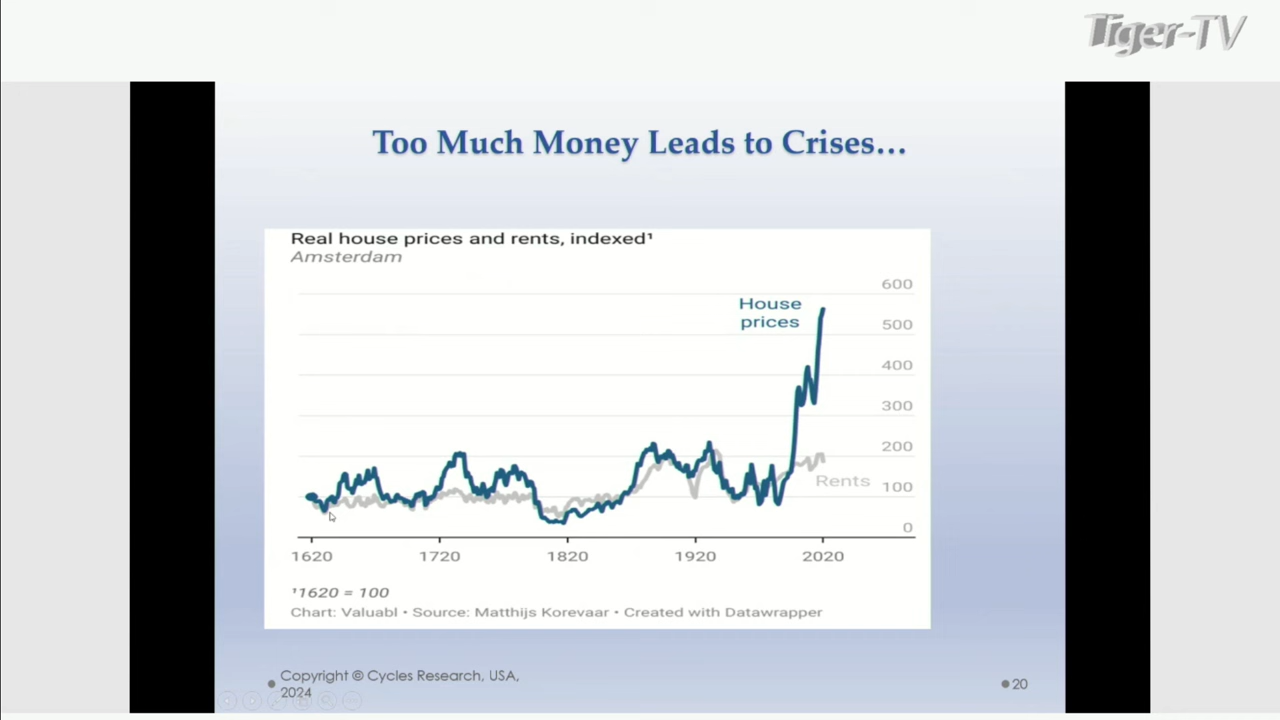 Tiger-TV
Too Much Money Leads to Crises…
Real house prices and rents, indexed¹
Amsterdam
600
House
prices
500
400
300
200
Rents
100
0
1620
1720
1820
1920
2020
¹1620 = 100
Chart: Valuabl • Source: Matthijs Korevaar • Created with Datawrapper
Copyright © Cycles Research, USA,
2024
20